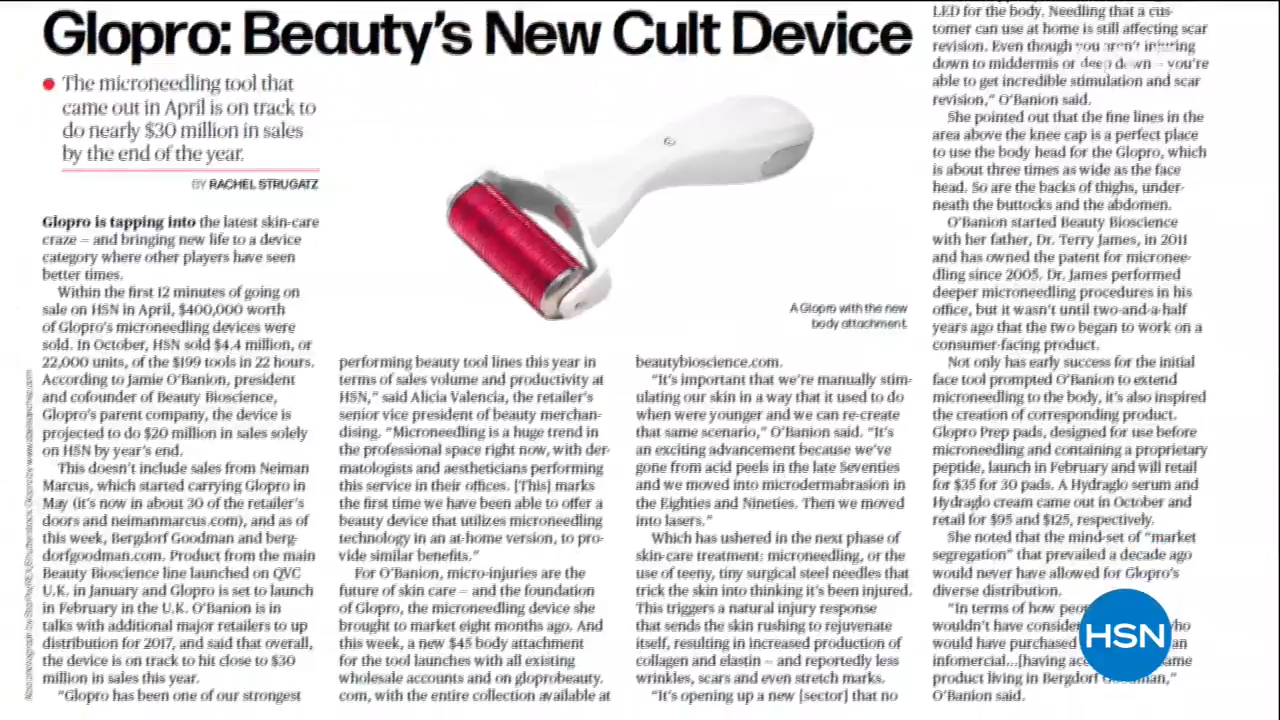 Glopro: Beauty's New Cult Device
The microneedling tool that
came out in April is on track to
do nearly $30 million in sales
by the end of the year.
BY RACHEL STRUGATZ
Glopro is tapping into the latest skin-care
craze – and bringing new life to a device
category where other players have seen
better times.
Within the first 12 minutes of going on
sale on HSN in April, $400,000 worth
of Glopro's microneedling devices were
sold. In October, HSN sold $4.4 million, or
22,000 units, of the $199 tools in 22 hours.
According to Jamie O'Banion, president
and cofounder of Beauty Bioscience,
Glopro's parent company, the device is
projected to do $20 million in sales solely
on HSN by year's end.
This doesn't include sales from Neiman
Marcus, which started carrying Glopro in
May (it's now in about 30 of the retailer's
doors and neimanmarcus.com), and as of
this week, Bergdorf Goodman and berg-
dorfgoodman.com. Product from the main
Beauty Bioscience line launched on QVC
U.K. in January and Glopro is set to launch
in February in the U.K. O'Banion is in
talks with additional major retailers to up
distribution for 2017, and said that overall,
the device is on track to hit close to $30
million in sales this year.
"Glopro has been one of our strongest
performing beauty tool lines this year in
terms of sales volume and productivity at
HSN," said Alicia Valencia, the retailer's
senior vice president of beauty merchan-
dising. "Microneedling is a huge trend in
the professional space right now, with der-
matologists and aestheticians performing
this service in their offices. [This] marks
the first time we have been able to offer a
beauty device that utilizes microneedling
technology in an at-home version, to pro-
vide similar benefits."
For O'Banion, micro-injuries are the
future of skin care – and the foundation
of Glopro, the microneedling device she
brought to market eight months ago. And
this week, a new $45 body attachment
for the tool launches with all existing
wholesale accounts and on gloprobeauty.
com, with the entire collection available at
A Glopro with the new
body attachment.
beautybioscience.com.
"It's important that we're manually stim-
ulating our skin in a way that it used to do
when were younger and we can re-create
that same scenario," O'Banion said. "It's
an exciting advancement because we've
gone from acid peels in the late Seventies
and we moved into microdermabrasion in
the Eighties and Nineties. Then we moved
into lasers."
Which has ushered in the next phase of
skin-care treatment: microneedling, or the
use of teeny, tiny surgical steel needles that
trick the skin into thinking it's been injured.
This triggers a natural injury response
that sends the skin rushing to rejuvenate
itself, resulting in increased production of
collagen and elastin – and reportedly less
wrinkles, scars and even stretch marks.
"It's opening up a new [sector] that no
LED for the body. Needling that a cus-
tomer can use at home is still affecting scar
revision. Even though you aren't injuring
down to middermis or deep down – you're
able to get incredible stimulation and scar
revision," O'Banion said.
She pointed out that the fine lines in the
area above the knee cap is a perfect place
to use the body head for the Glopro, which
is about three times as wide as the face
head. So are the backs of thighs, under-
neath the buttocks and the abdomen.
O'Banion started Beauty Bioscience
with her father, Dr. Terry James, in 2011
and has owned the patent for micronee-
dling since 2005. Dr. James performed
deeper microneedling procedures in his
office, but it wasn't until two-and-a-half
years ago that the two began to work on a
consumer-facing product.
Not only has early success for the initial
face tool prompted O'Banion to extend
microneedling to the body, it's also inspired
the creation of corresponding product.
Glopro Prep pads, designed for use before
microneedling and containing a proprietary
peptide, launch in February and will retail
for $35 for 30 pads. A Hydraglo serum and
Hydraglo cream came out in October and
retail for $95 and $125, respectively.
She noted that the mind-set of "market
segregation" that prevailed a decade ago
would never have allowed for Glopro's
diverse distribution.
"In terms of how
wouldn't have who
would have purchased an
infomercial...[having same
product living in Bergdorf Goodman,"
O'Banion said.
HSN